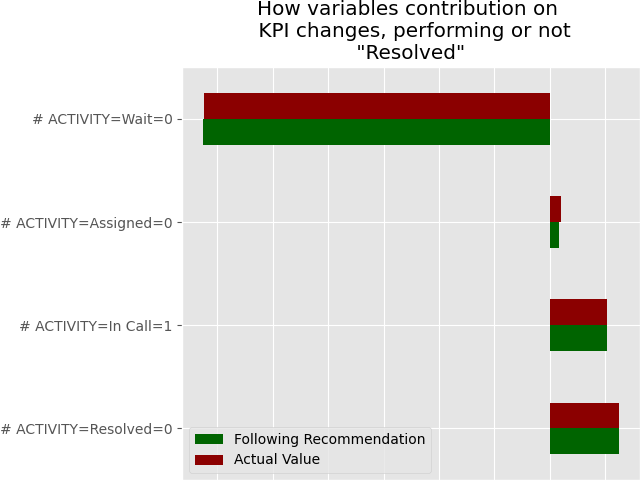 How variables contribution on
KPI changes, performing or not
"Resolved"
# ACTIVITY=Wait=0
# ACTIVITY=Assigned=0
# ACTIVITY=In Call=1
# ACTIVITY=Resolved=0
Following Recommendation
Actual Value